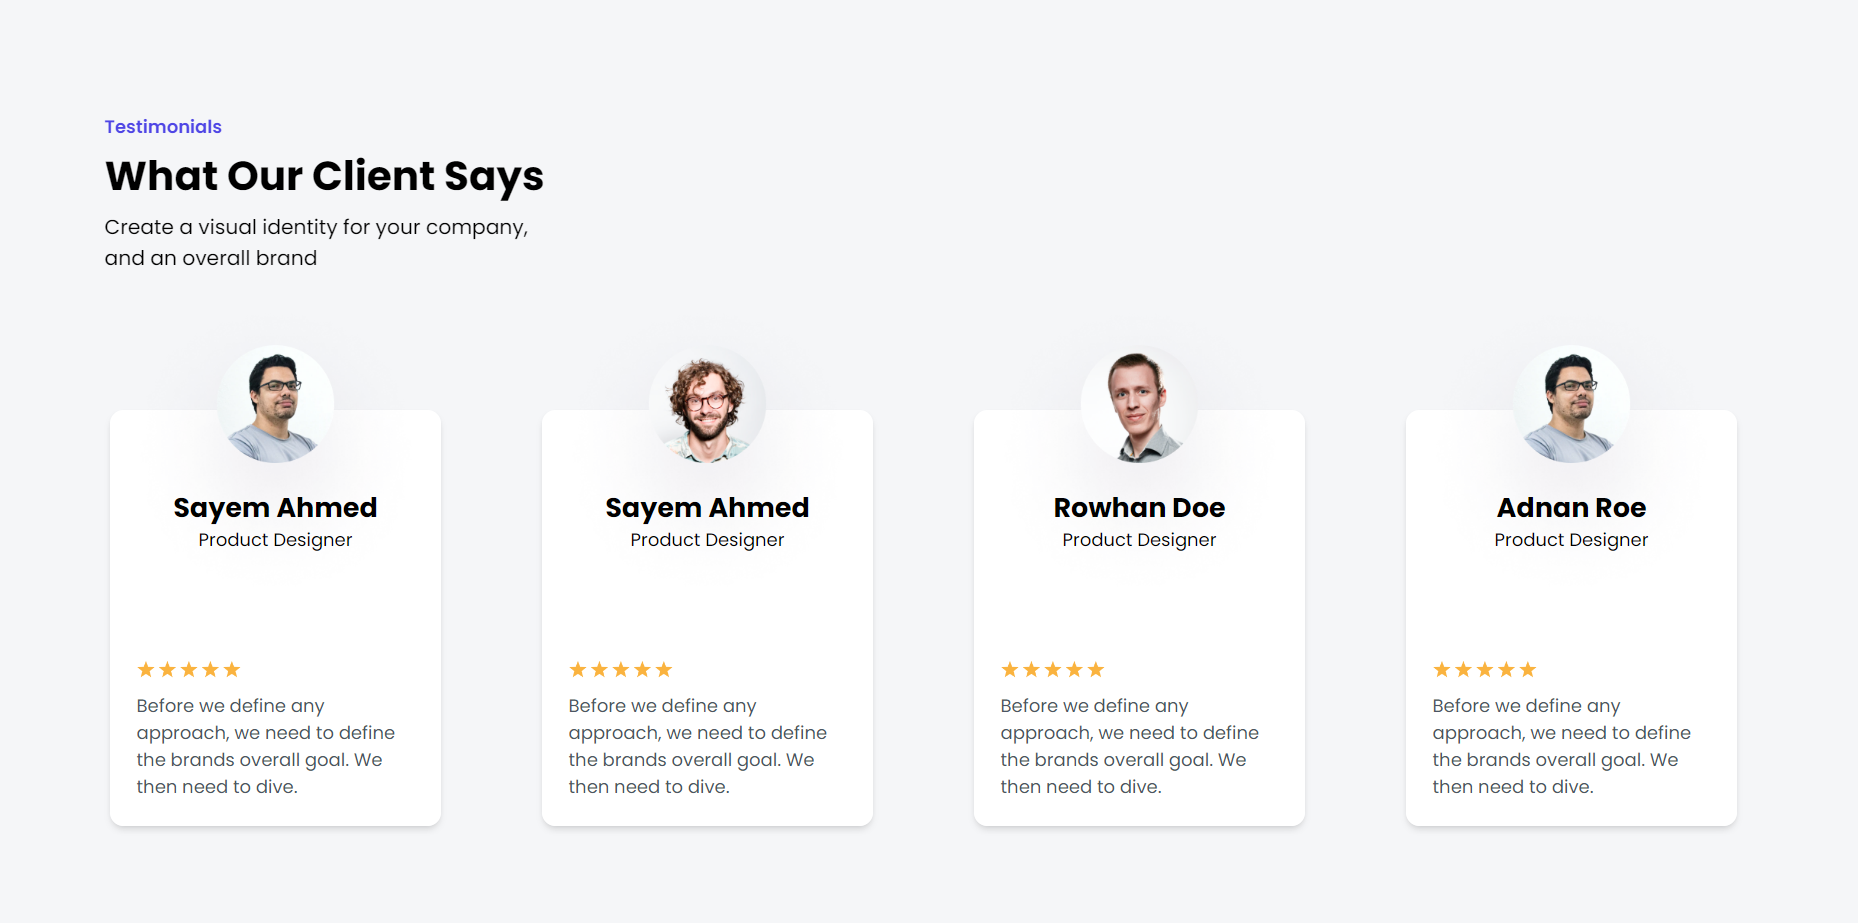 Testimonials
What Our Client Says
Create a visual identity for your company,
and an overall brand
Sayem Ahmed
Product Designer
Before we define any
approach, we need to define
the brands overall goal. We
then need to dive.
Sayem Ahmed
Product Designer
Before we define any
approach, we need to define
the brands overall goal. We
then need to dive.
Rowhan Doe
Product Designer
Before we define any
approach, we need to define
the brands overall goal. We
then need to dive.
Adnan Roe
Product Designer
Before we define any
approach, we need to define
the brands overall goal. We
then need to dive.